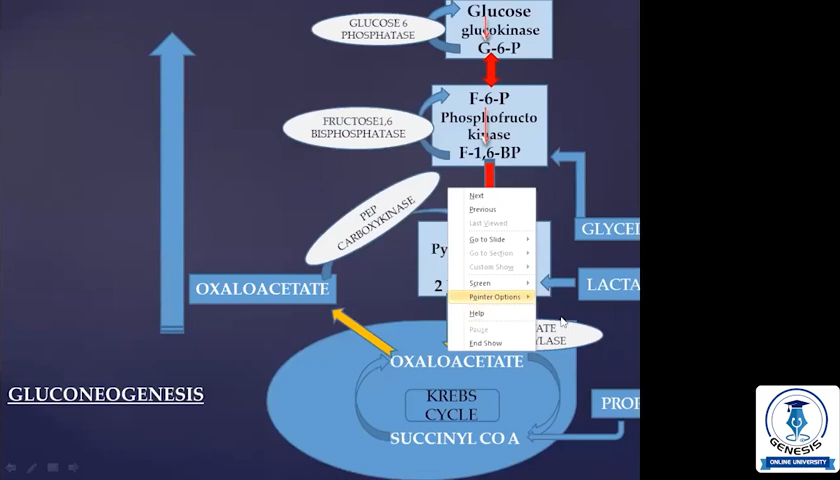 Glucose
glucokinase
G-6-P
GLUCOSE 6
PHOSPHATASE
F-6-P
Phosphofructo
kinase
F-1,6-BP
FRUCTOSE1,6
BISPHOSPHATASE
PEP
CARBOXYKINASE
Next
Previous
Last Viewed
Go to Slide
Go to Section
Custom Show
Screen
Pointer Options
Help
Pause
End Show
Py
2
GLYCE
LACTA
OXALOACETATE
ATE
YLASE
OXALOACETATE
KREBS
CYCLE
SUCCINYL CO A
PROP
GLUCONEOGENESIS
GENESIS
ONLINE UNIVERSITY